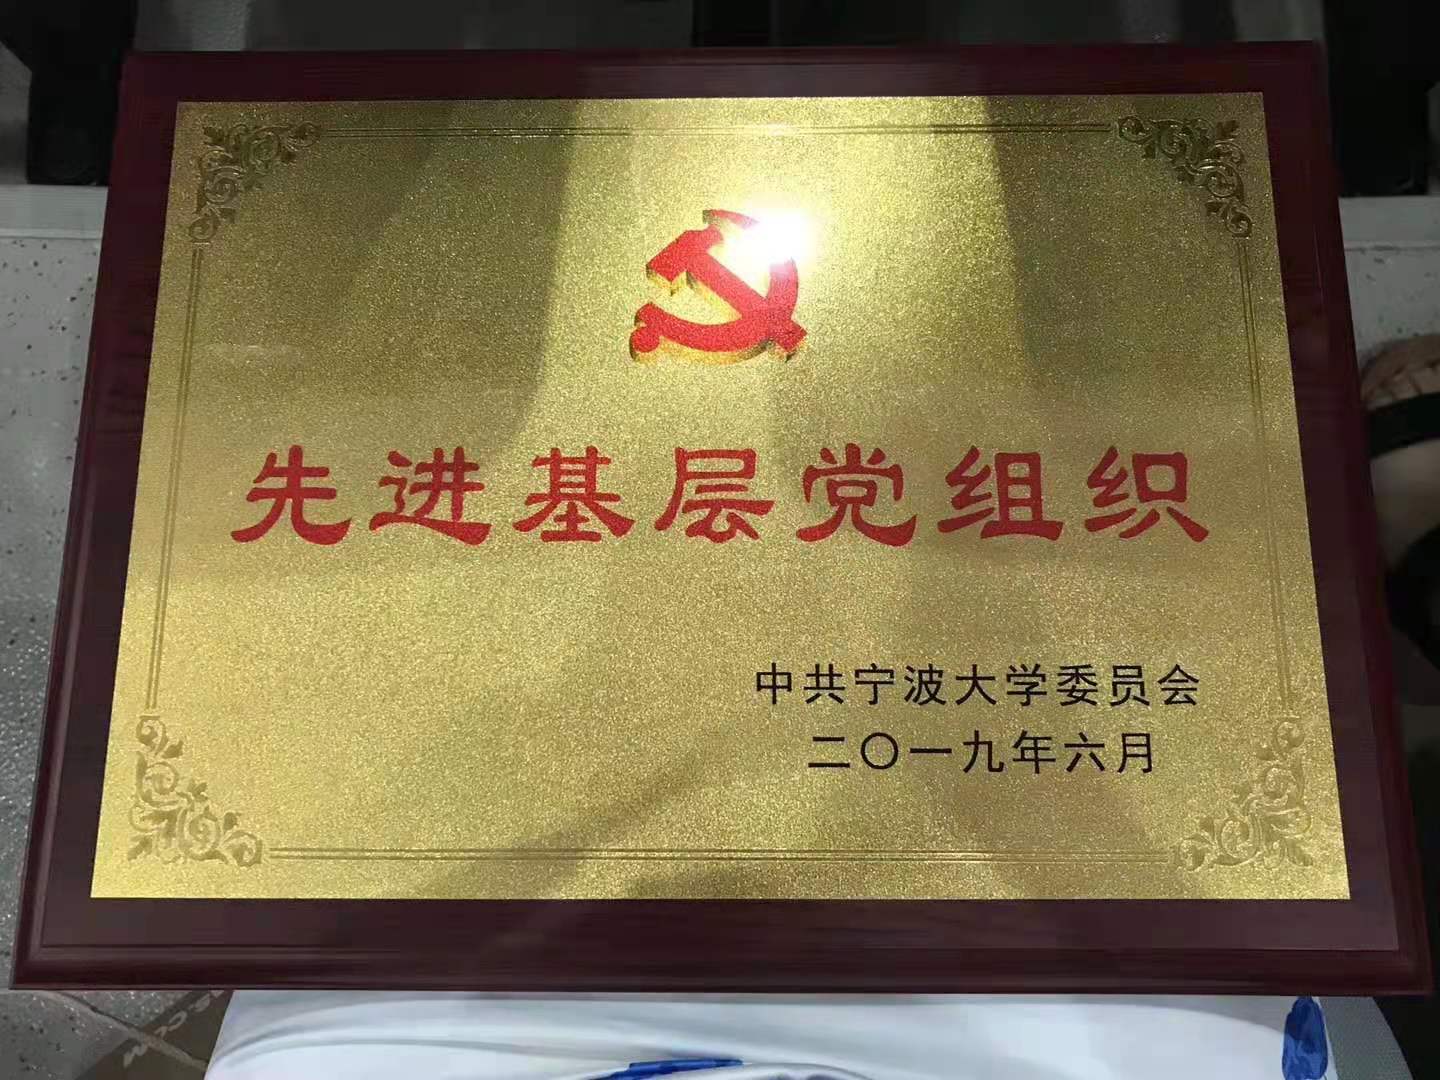 先进基层党组织
中共宁波大学委员会
二〇一九年六月